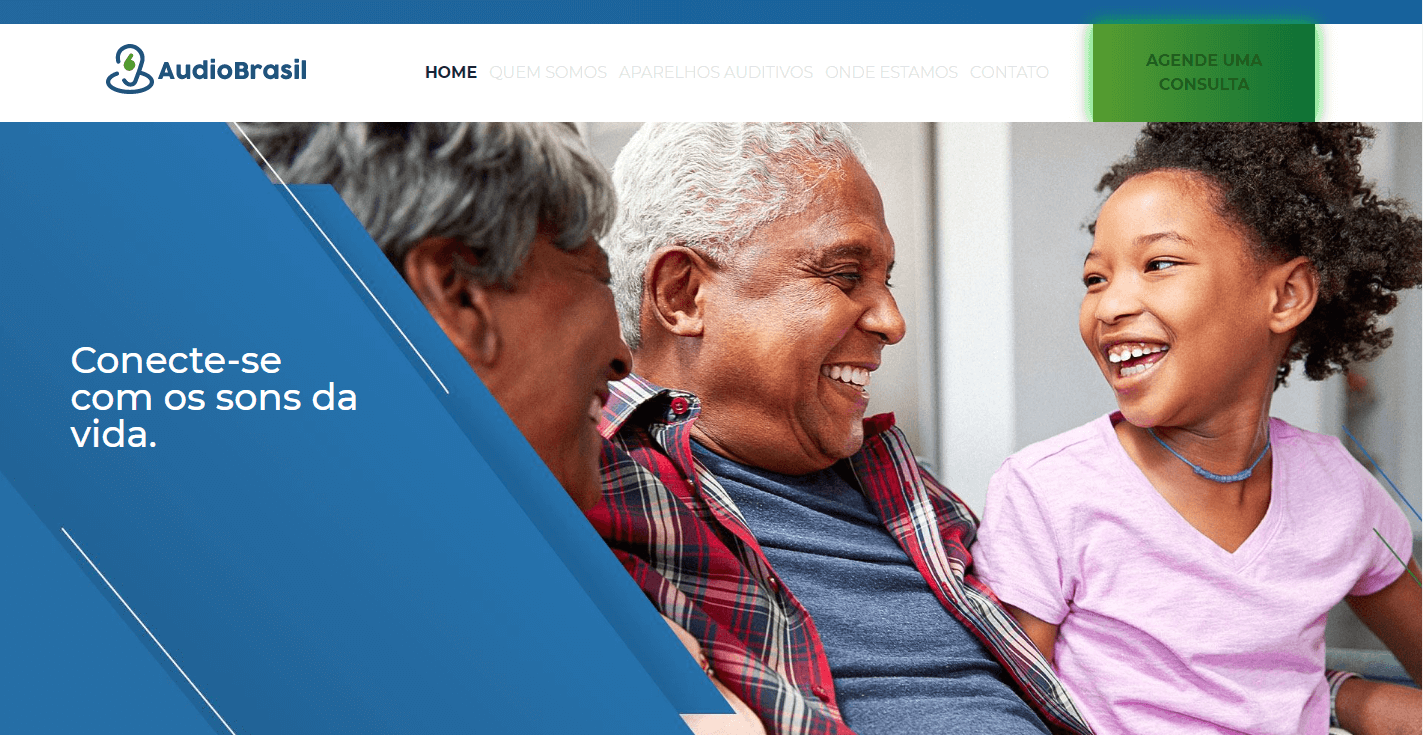 AudioBrasil
HOME QUEM SOMOS APARELHOS AUDITIVOS ONDE ESTAMOS CONTATO
AGENDE UMA
CONSULTA
Conecte-se
com os sons da
vida.